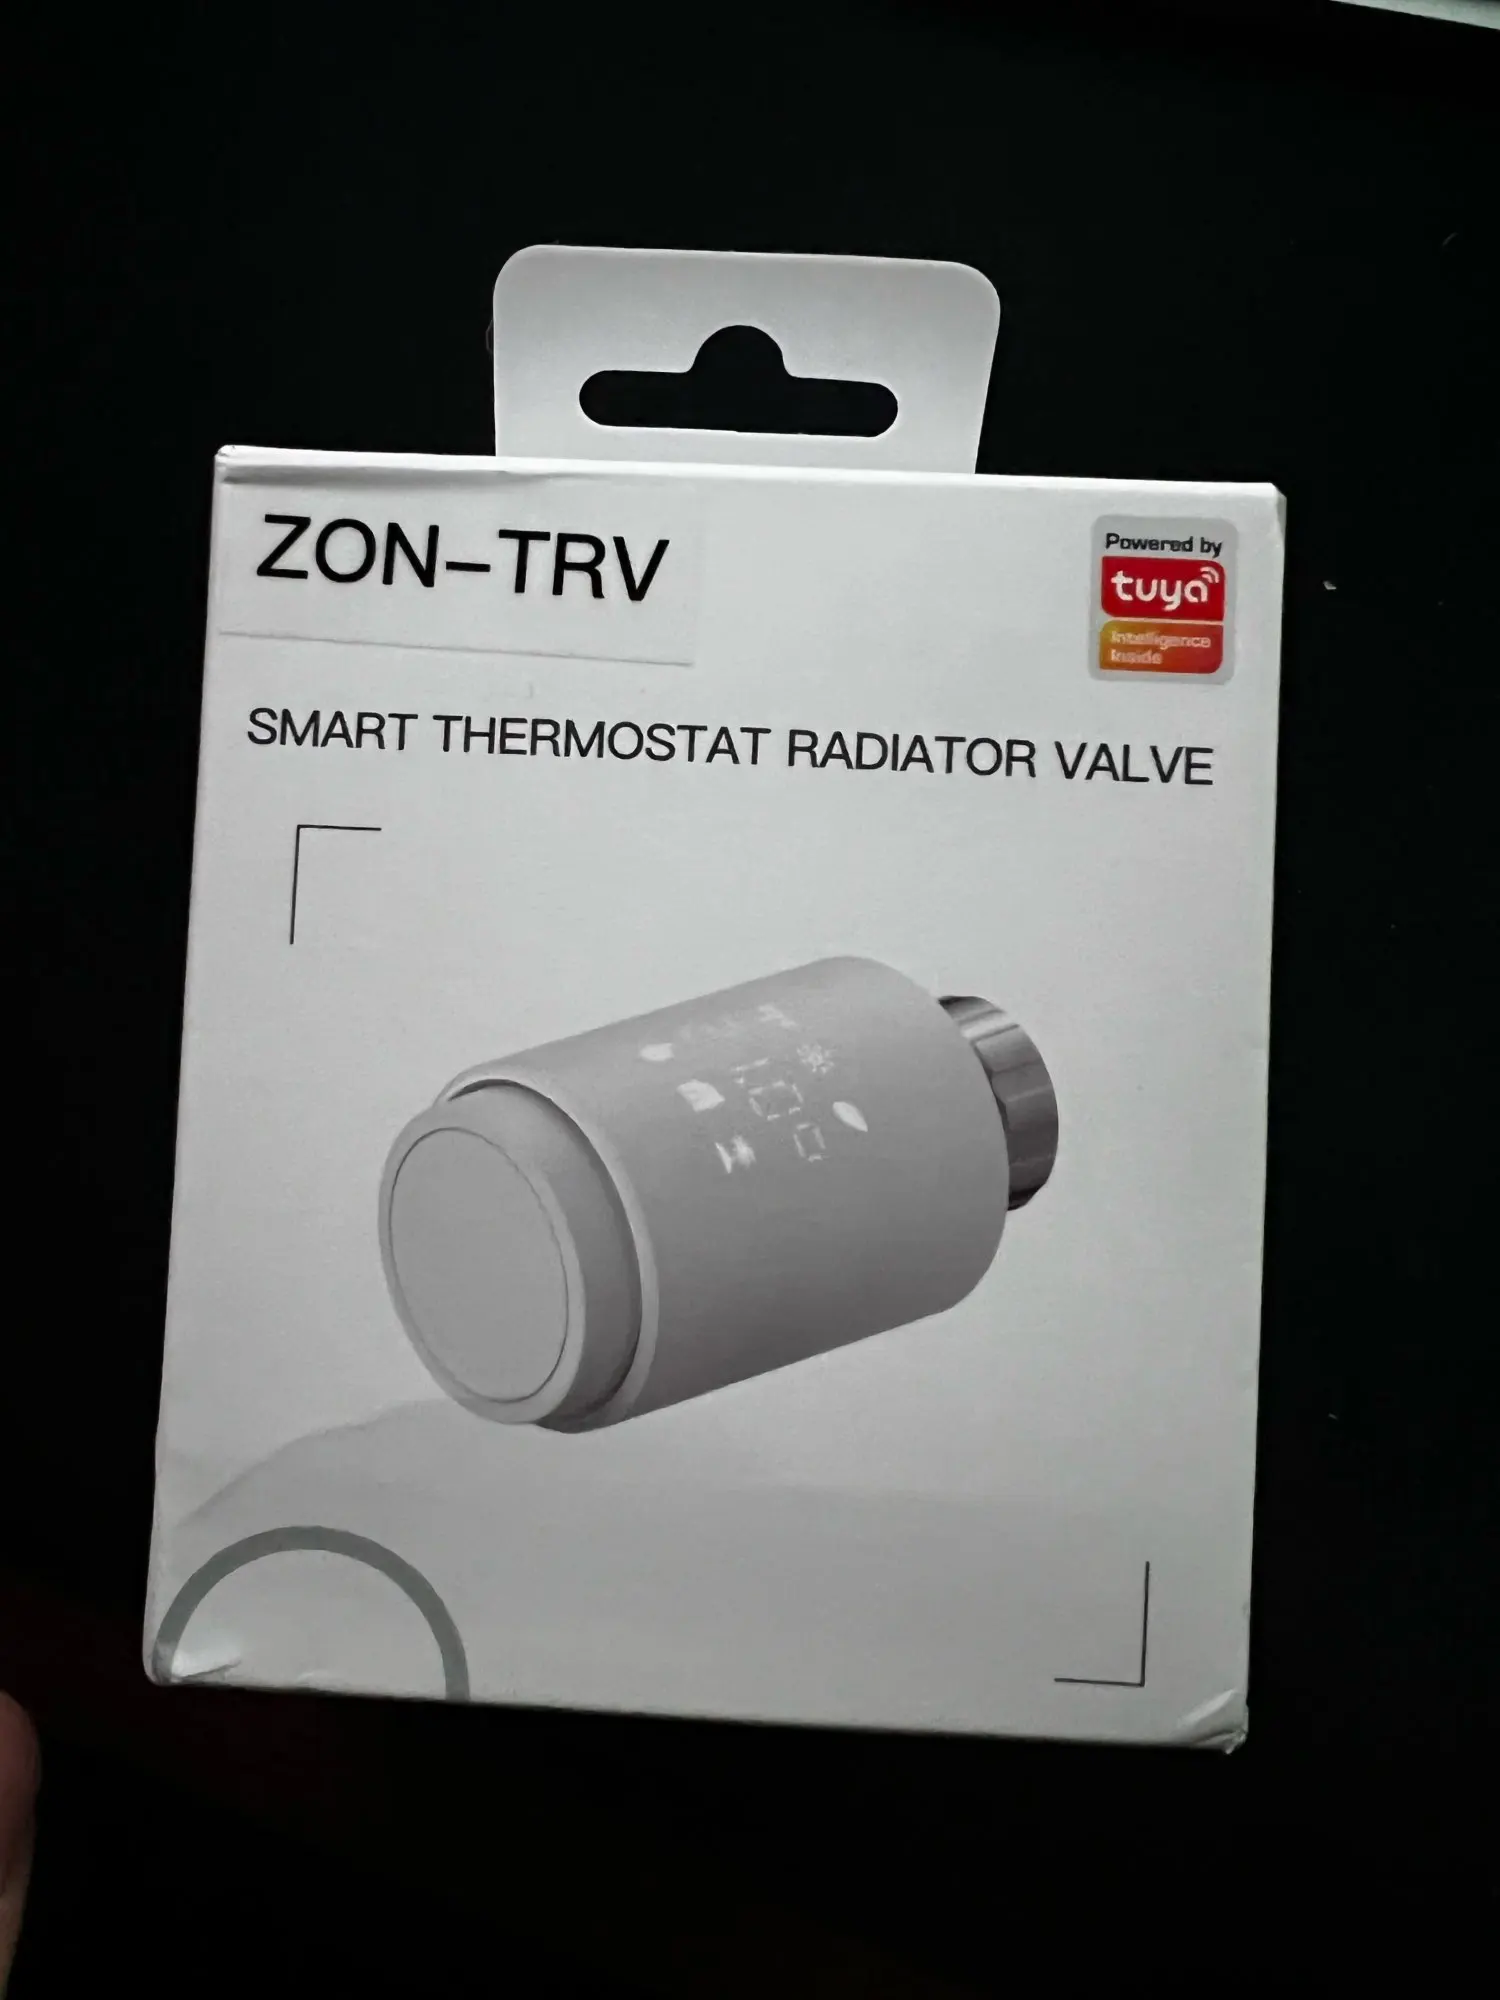 ZON-TRV
Powered by
tuya
Intelligence
Inside
SMART THERMOSTAT RADIATOR VALVE